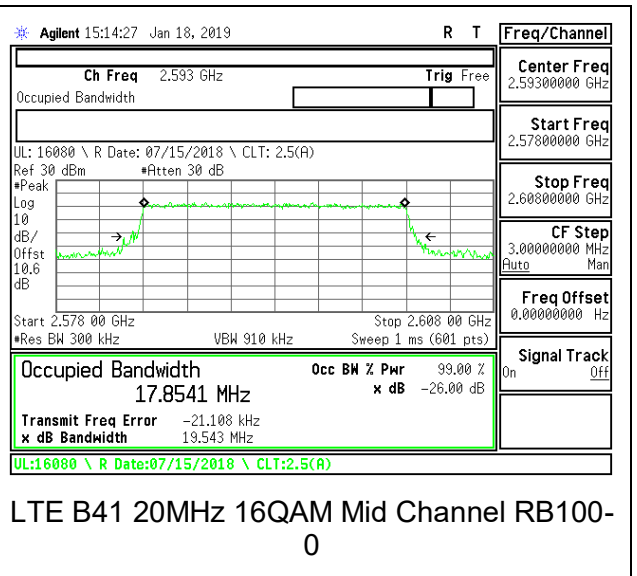 Agilent 15:14:27 Jan 18, 2019 R T
Freq/Channel
Ch Freq 2.593 GHz Trig Free
Occupied Bandwidth
Center Freq
2.59300000 GHz
Start Freq
2.57800000 GHz
Stop Freq
2.60800000 GHz
CF Step
3.00000000 MHz
Auto Man
Freq Offset
0.00000000 Hz
Signal Track
On Off
UL: 16080 \ R Date: 07/15/2018 \ CLT: 2.5(A)
Ref 30 dBm #Atten 30 dB
#Peak
Log
10
dB/
Offst
10.6
dB
Start 2.578 00 GHz Stop 2.608 00 GHz
#Res BW 300 kHz VBW 910 kHz Sweep 1 ms (601 pts)
Occupied Bandwidth Occ BW % Pwr 99.00 %
17.8541 MHz x dB -26.00 dB
Transmit Freq Error -21.108 kHz
x dB Bandwidth 19.543 MHz
UL:16080 \ R Date:07/15/2018 \ CLT:2.5(A)
LTE B41 20MHz 16QAM Mid Channel RB100-
0